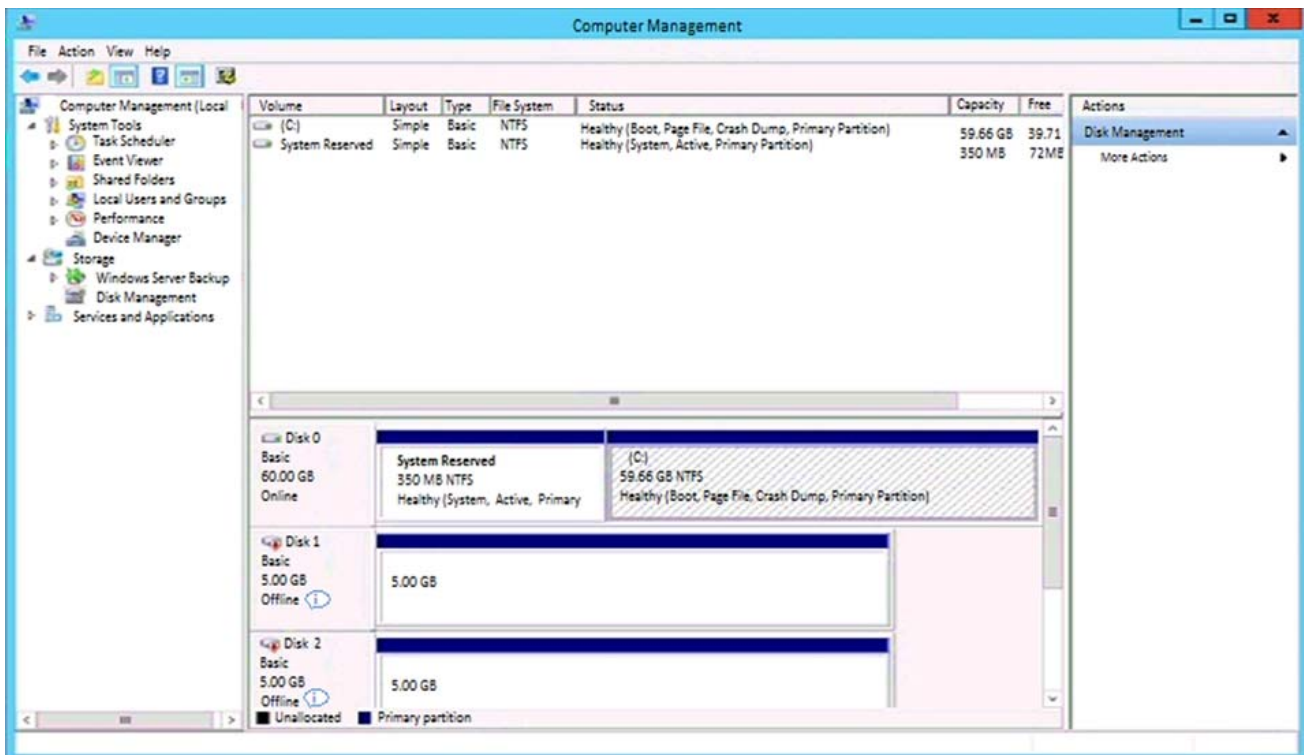 Computer Management
File Action View Help
Computer Management (Local
System Tools
Task Scheduler
Event Viewer
Shared Folders
Local Users and Groups
Performance
Device Manager
Storage
Windows Server Backup
Disk Management
Services and Applications
Volume Layout Type File System Status Capacity Free
(C:) Simple Basic NTFS Healthy (Boot, Page File, Crash Dump, Primary Partition) 59.66 GB 39.71
System Reserved Simple Basic NTFS Healthy (System, Active, Primary Partition) 350 MB 72ME
Disk 0
Basic
60.00 GB
Online
System Reserved
350 MB NTFS
Healthy (System, Active, Primary
(C:)
59.66 GB NTFS
Healthy (Boot, Page File, Crash Dump, Primary Partition)
Disk 1
Basic
5.00 GB
Offline
5.00 GB
Disk 2
Basic
5.00 GB
Offline
5.00 GB
Unallocated Primary partition
Actions
Disk Management
More Actions